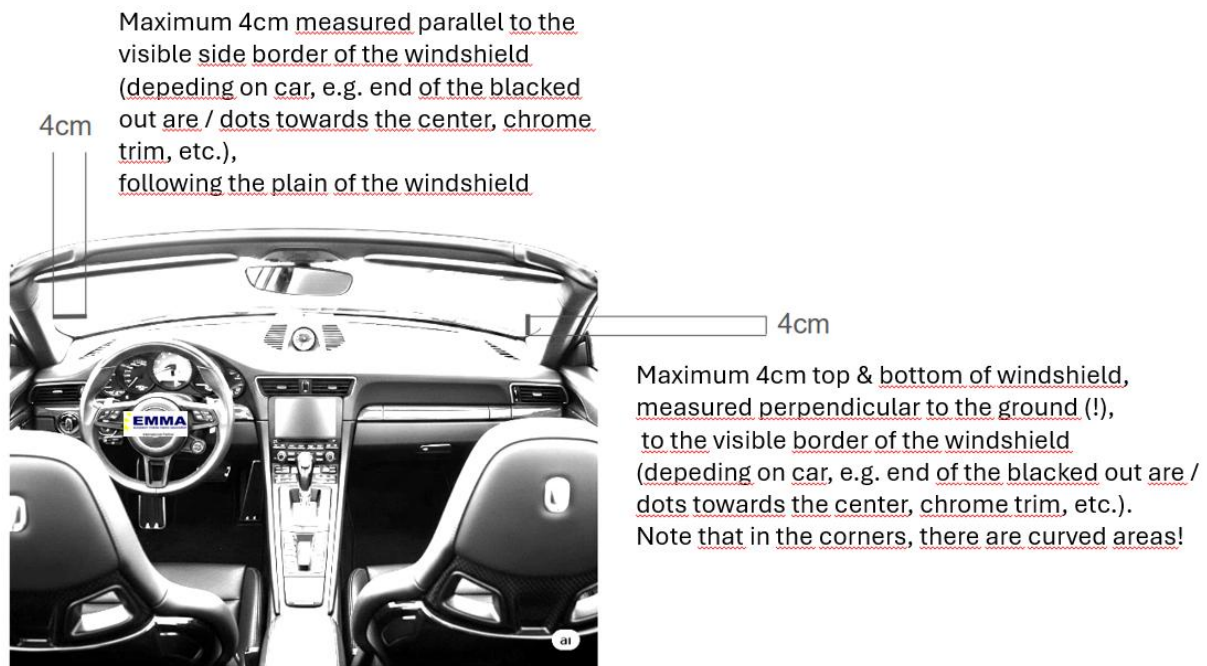 Maximum 4cm measured parallel to the
visible side border of the windshield
(depeding on car, e.g. end of the blacked
out are / dots towards the center, chrome
trim, etc.),
following the plain of the windshield
4cm
4cm
EMMA
Maximum 4cm top & bottom of windshield,
measured perpendicular to the ground (!),
to the visible border of the windshield
(depeding on car, e.g. end of the blacked out are /
dots towards the center, chrome trim, etc.).
Note that in the corners, there are curved areas!
ai